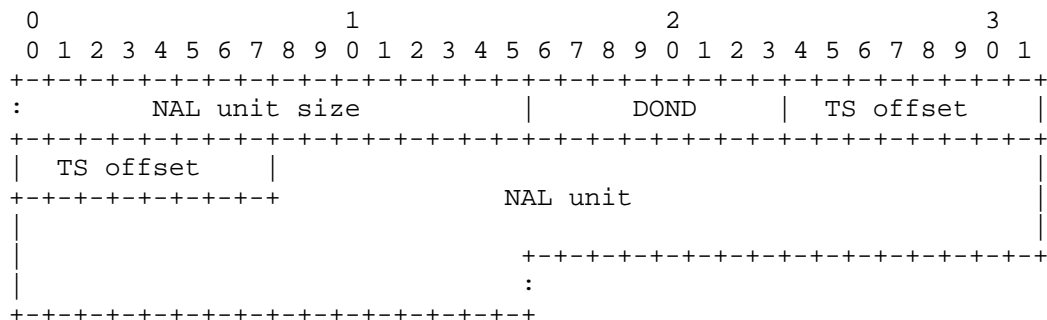 0                   1                   2                   3
 0 1 2 3 4 5 6 7 8 9 0 1 2 3 4 5 6 7 8 9 0 1 2 3 4 5 6 7 8 9 0 1
+-+-+-+-+-+-+-+-+-+-+-+-+-+-+-+-+-+-+-+-+-+-+-+-+-+-+-+-+-+-+-+-+
:        NAL unit size          |      DOND     |  TS offset    |
+-+-+-+-+-+-+-+-+-+-+-+-+-+-+-+-+-+-+-+-+-+-+-+-+-+-+-+-+-+-+-+-+
|  TS offset    |                                               |
+-+-+-+-+-+-+-+-+              NAL unit                         |
|                                                               |
|                               +-+-+-+-+-+-+-+-+-+-+-+-+-+-+-+-+
|                               :
+-+-+-+-+-+-+-+-+-+-+-+-+-+-+-+-+